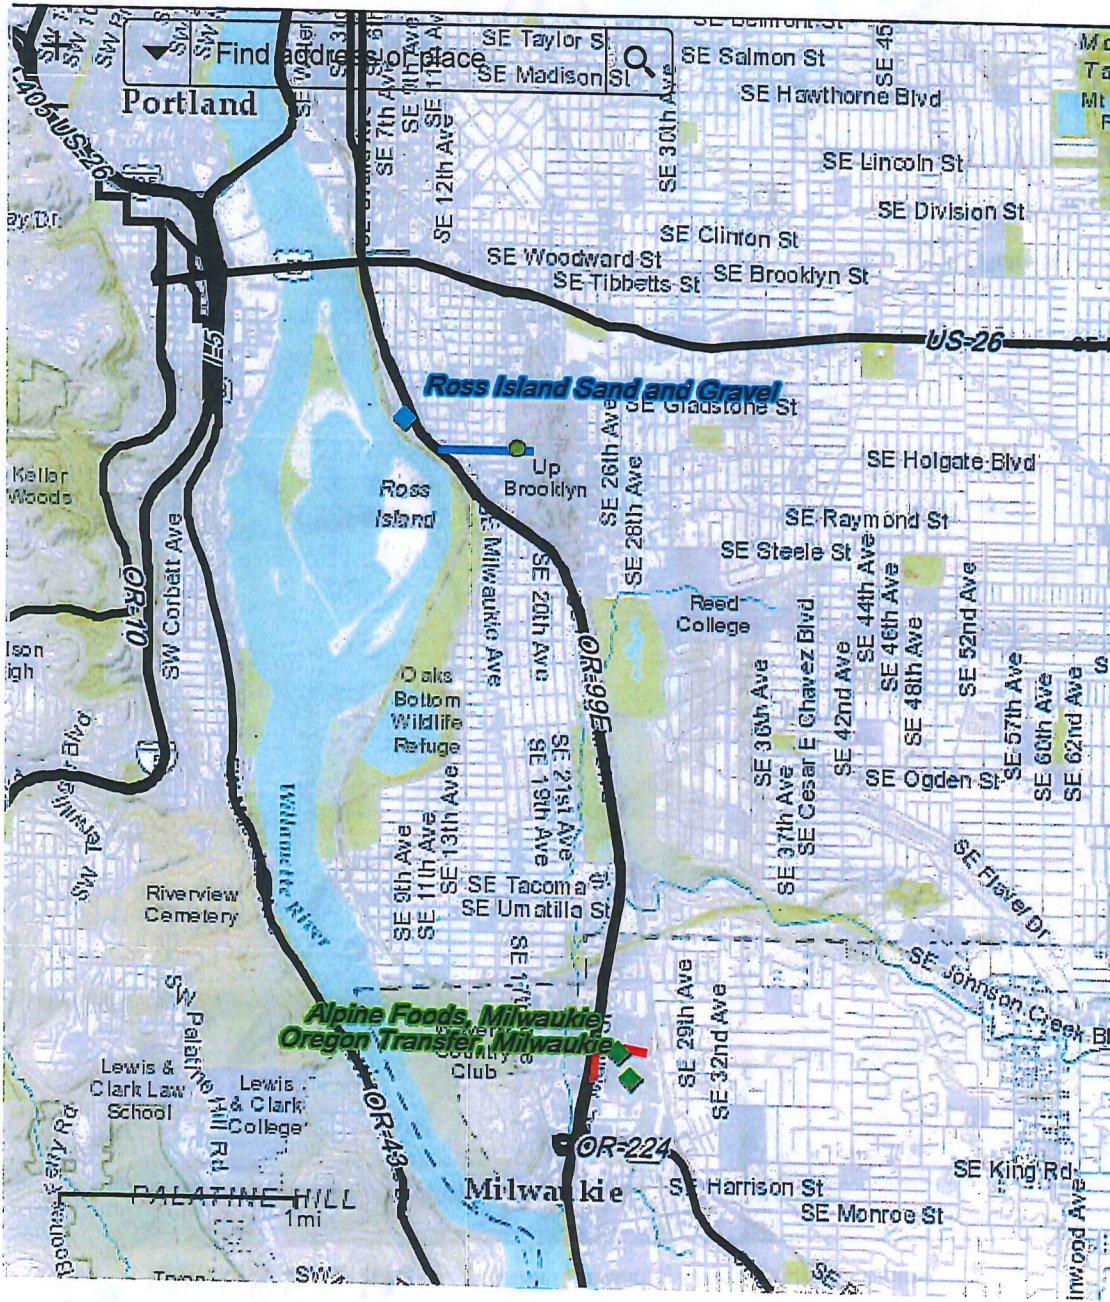 Find address or place
Portland
SE Taylor S
SE Madison St
SE Belmont St
SE Salmon St
SE 45
SE Hawthorne Blvd
SE 7th Ave
SE 12th Ave
SE 30th Ave
SE Lincoln St
SE Division St
SE Clinton St
SE Woodward St
SE Tibbetts St
SE Brooklyn St
I-405
US-26
ay Dr
I-5
US-26
Ross Island Sand and Gravel
SE Gladstone St
SE 26th Ave
SE 28th Ave
SE Holgate Blvd
Up
Brooklyn
Keller
Woods
Ross
Island
SE Raymond St
SE Steele St
SW Corbett Ave
OR-10
SE Milwaukie Ave
SE 20th Ave
OR-99E
Reed
College
SE 44th Ave
SE 46th Ave
SE 48th Ave
SE 52nd Ave
SE 36th Ave
SE Cesar E Chavez Blvd
SE 42nd Ave
SE 57th Ave
SE 60th Ave
SE 62nd Ave
lson
igh
Oaks
Bottom
Wildlife
Refuge
SE 19th Ave
SE 21st Ave
SE Ogden St
SE 37th Ave
SE 9th Ave
SE 11th Ave
SE 13th Ave
Willamette River
SE Tacoma
SE Umatilla St
SE Flavel Dr
Riverview
Cemetery
SE 17th
SE Johnson Creek Bl
SE 29th Ave
SE 32nd Ave
Alpine Foods, Milwaukie
Oregon Transfer, Milwaukie
Country
Club
SW Palatine Hill Rd
Lewis &
Clark Law
School
Lewis
& Clark
College
OR-43
OR-224
SE King Rd
PALATINE HILL
1mi
Milwaukie
SE Harrison St
SE Monroe St
inwood Ave